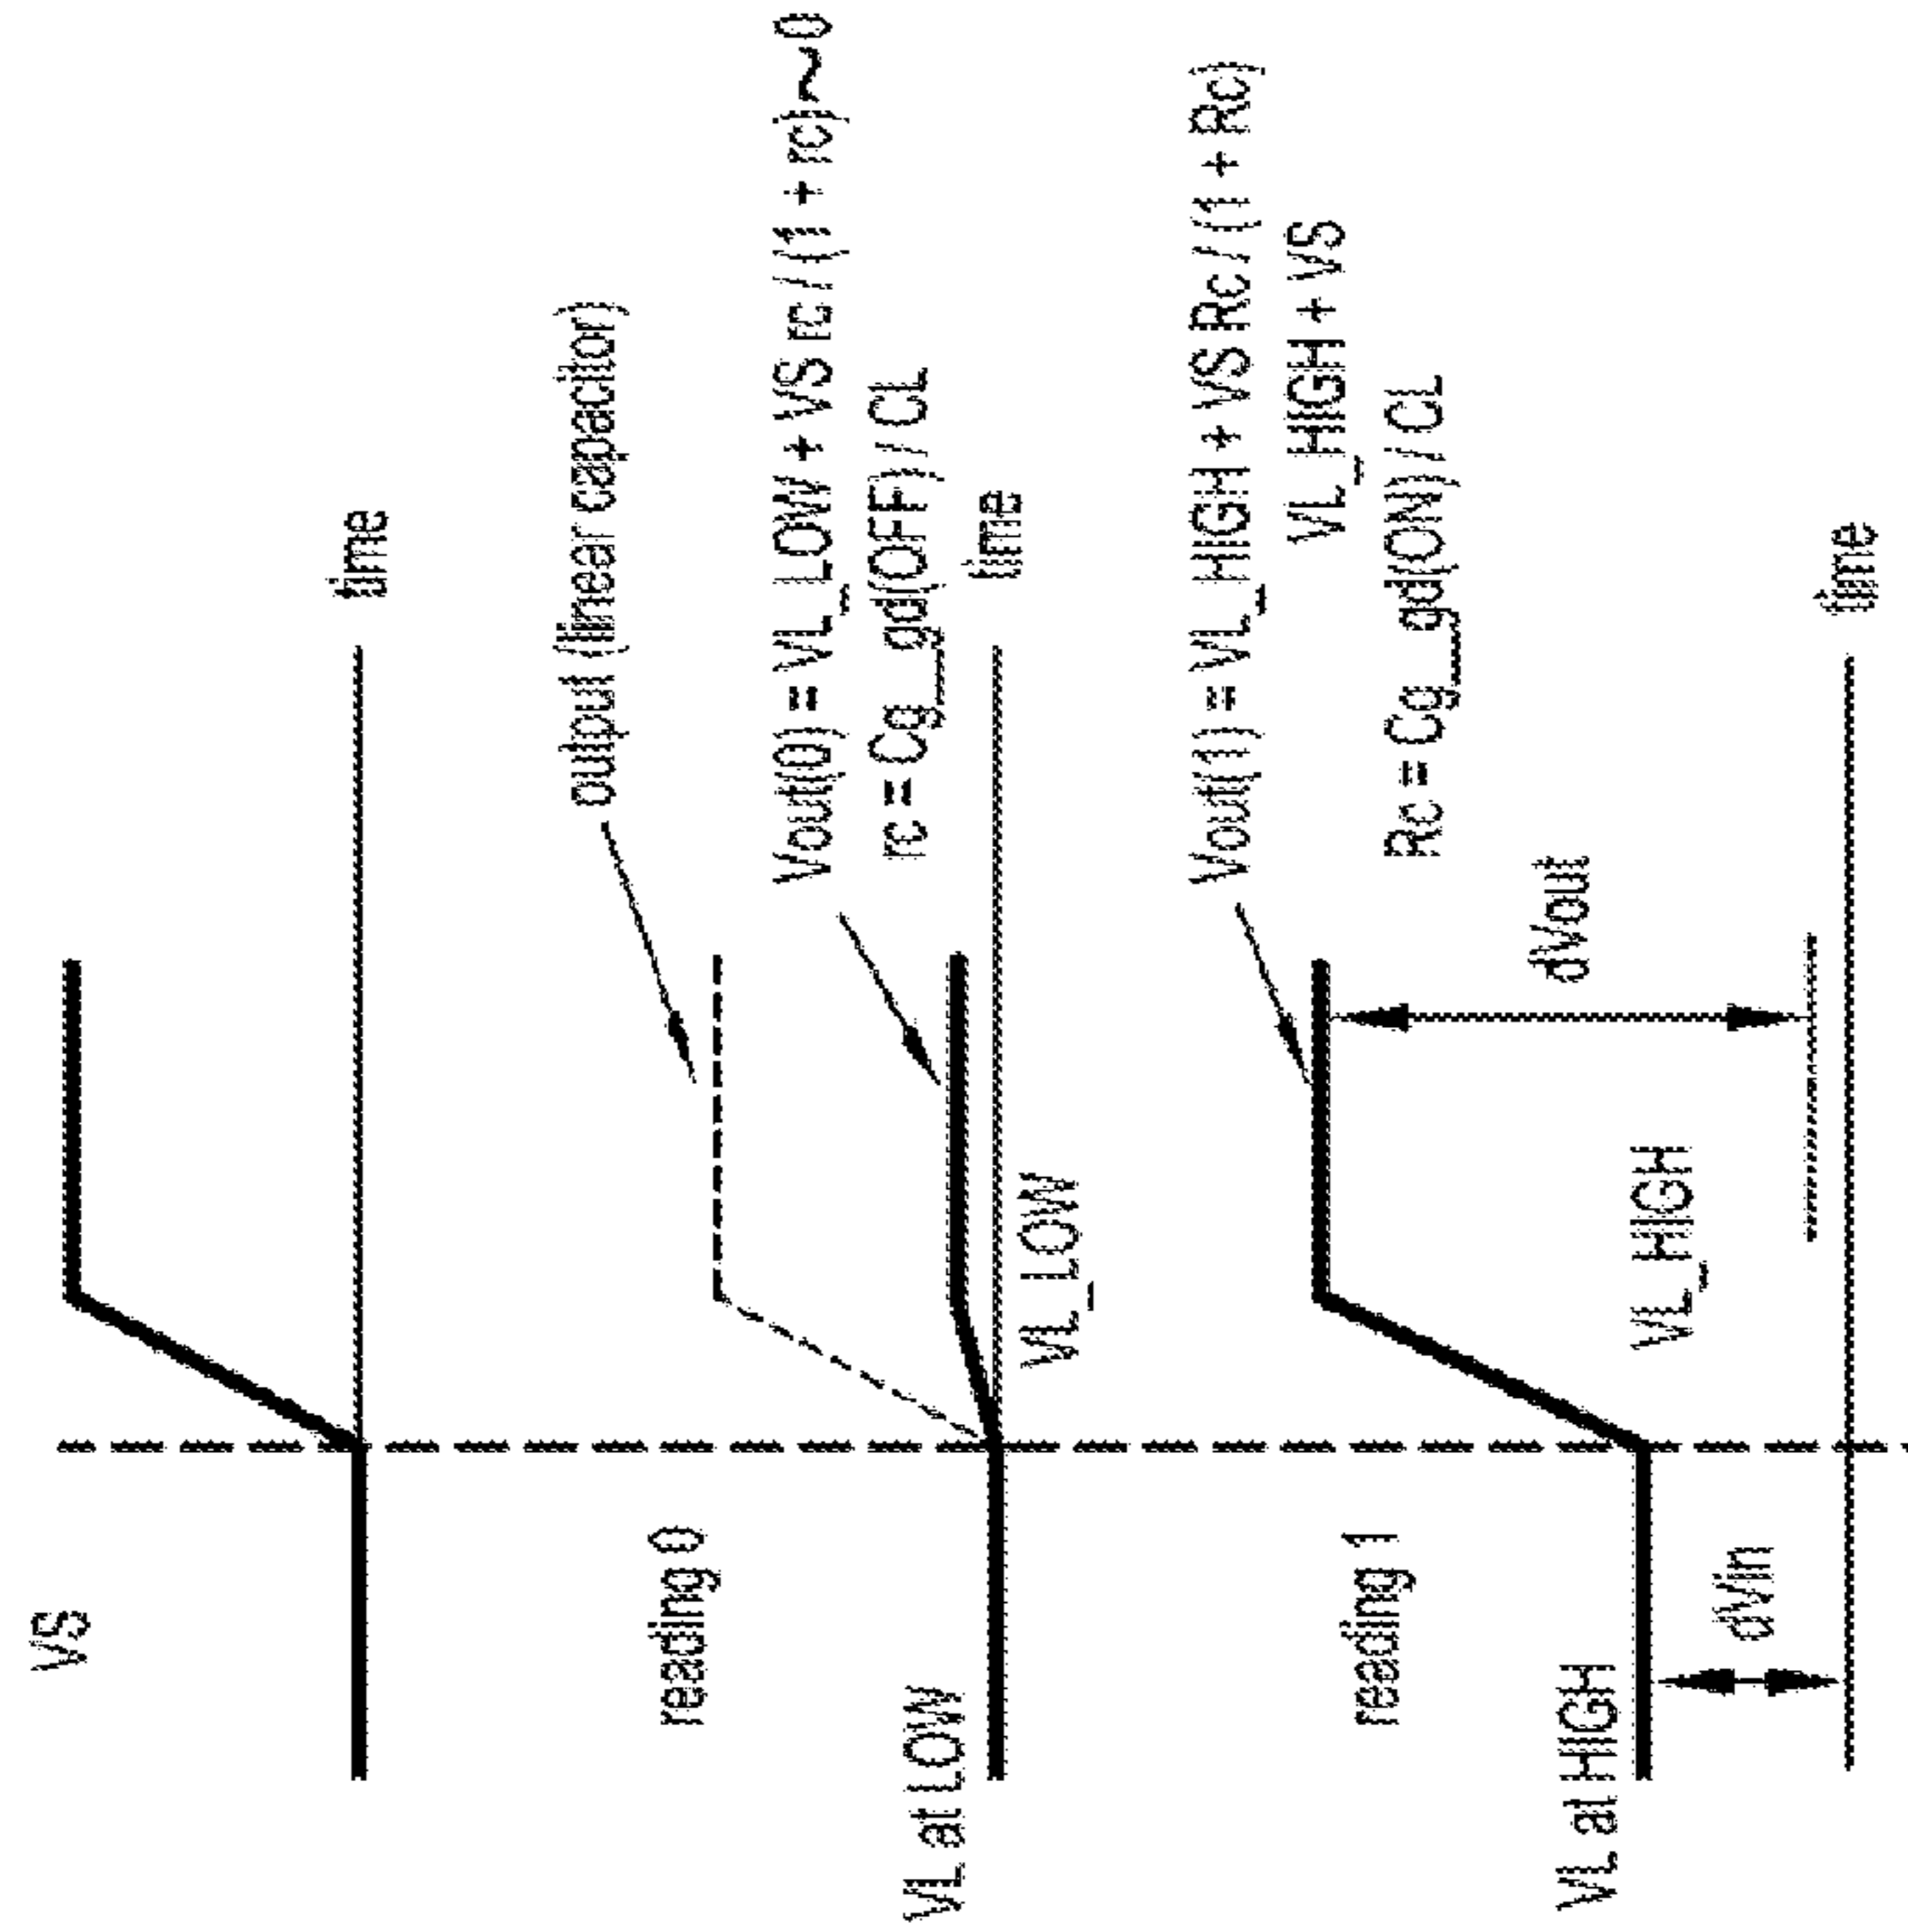 VS
time
reading 0
output (linear capacitor)
Vout(0) = VL_LOW + VS rc / (1 + rc)~0
rc = Cg_gd(OFF) / CL
VL at LOW
time
VL_LOW
reading 1
Vout(1) = VL_HIGH + VS Rc / (1 + Rc)
VL_HIGH + VS
Rc = Cg_gd(ON) / CL
dVout
VL at HIGH
VL_HIGH
dVin
time